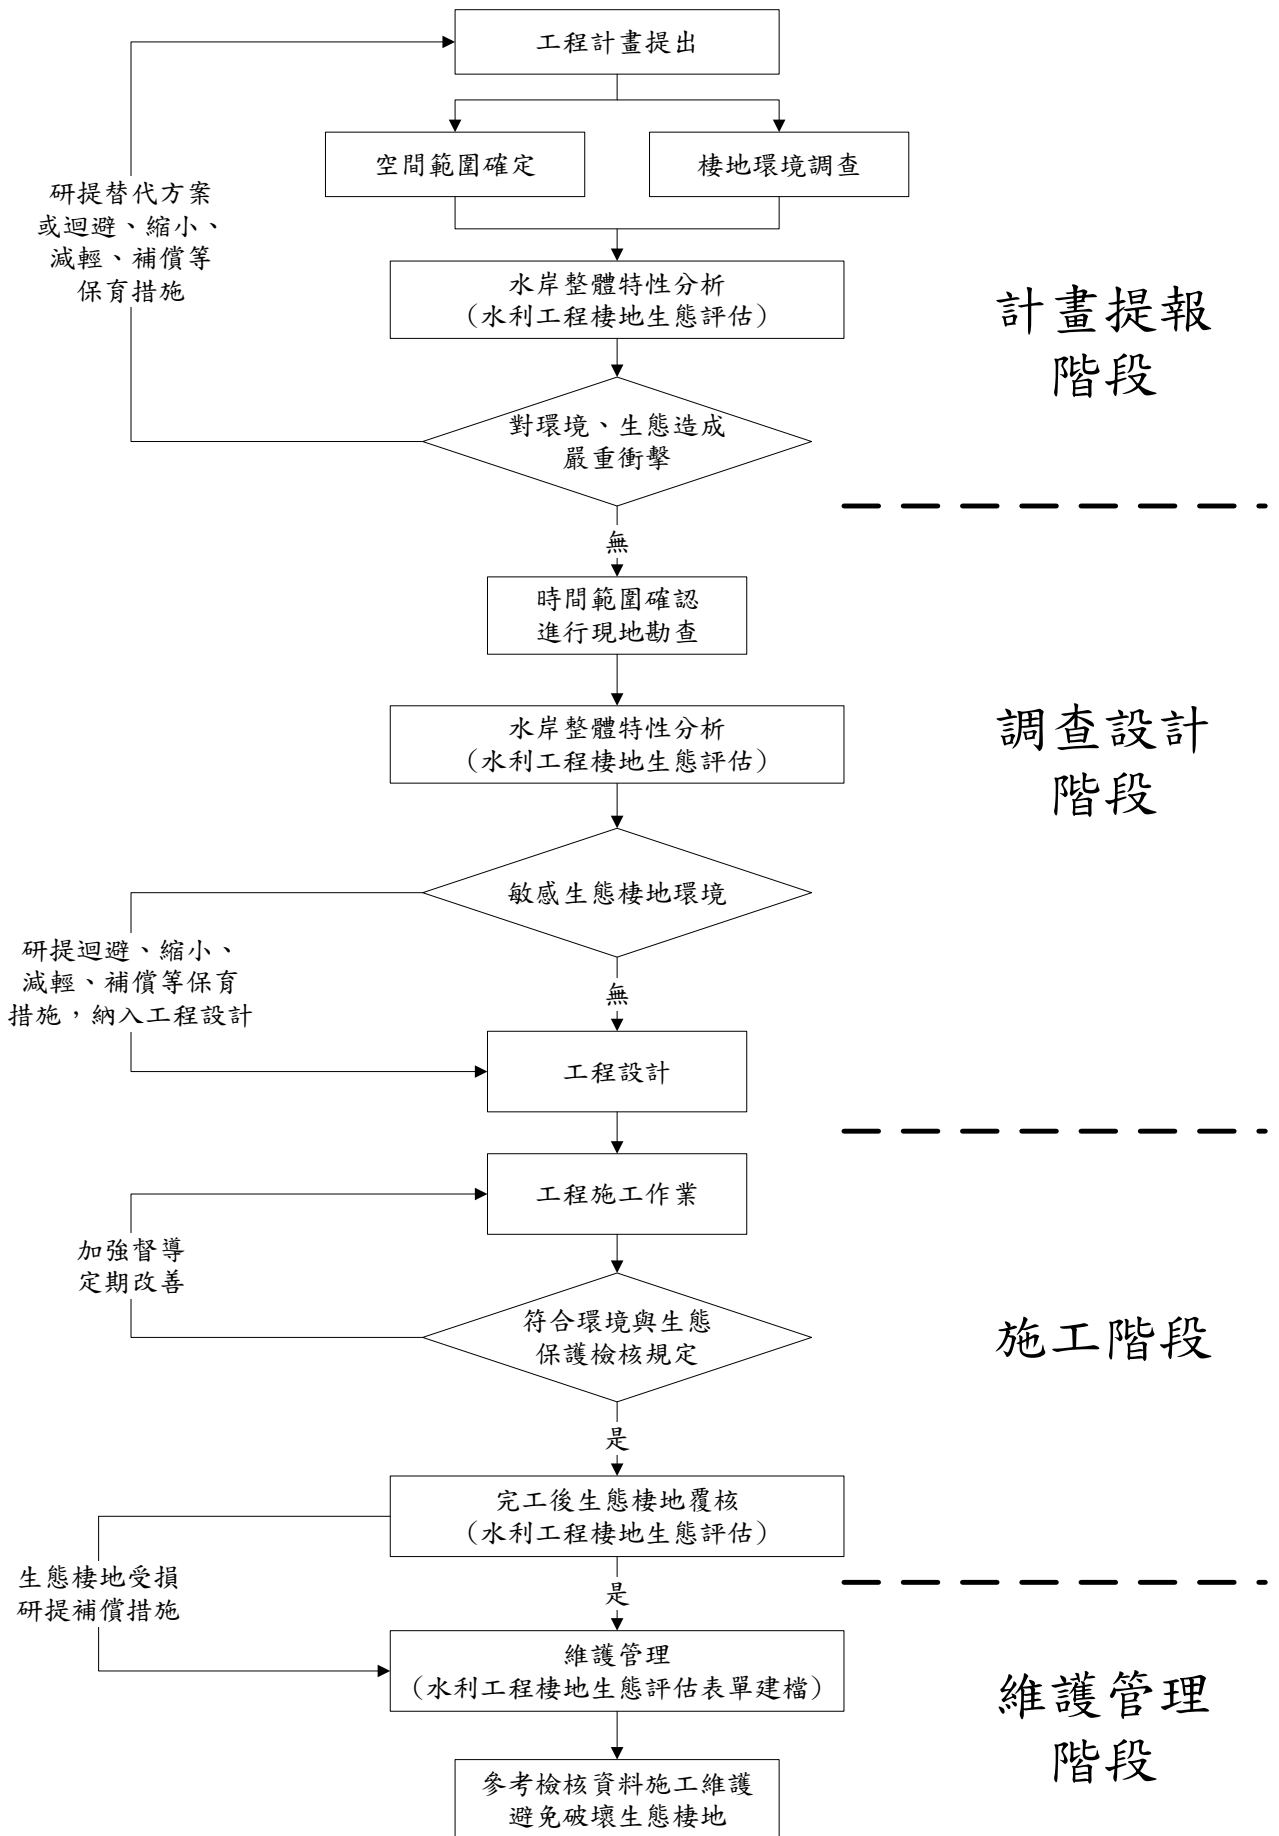 工程計畫提出
空間範圍確定
棲地環境調查
研提替代方案
或迴避、縮小、
減輕、補償等
保育措施
水岸整體特性分析
（水利工程棲地生態評估）
計畫提報
階段
對環境、生態造成
嚴重衝擊
無
時間範圍確認
進行現地勘查
水岸整體特性分析
（水利工程棲地生態評估）
調查設計
階段
敏感生態棲地環境
研提迴避、縮小、
減輕、補償等保育
措施，納入工程設計
無
工程設計
工程施工作業
加強督導
定期改善
符合環境與生態
保護檢核規定
施工階段
是
完工後生態棲地覆核
（水利工程棲地生態評估）
生態棲地受損
研提補償措施
是
維護管理
（水利工程棲地生態評估表單建檔）
維護管理
階段
參考檢核資料施工維護
避免破壞生態棲地